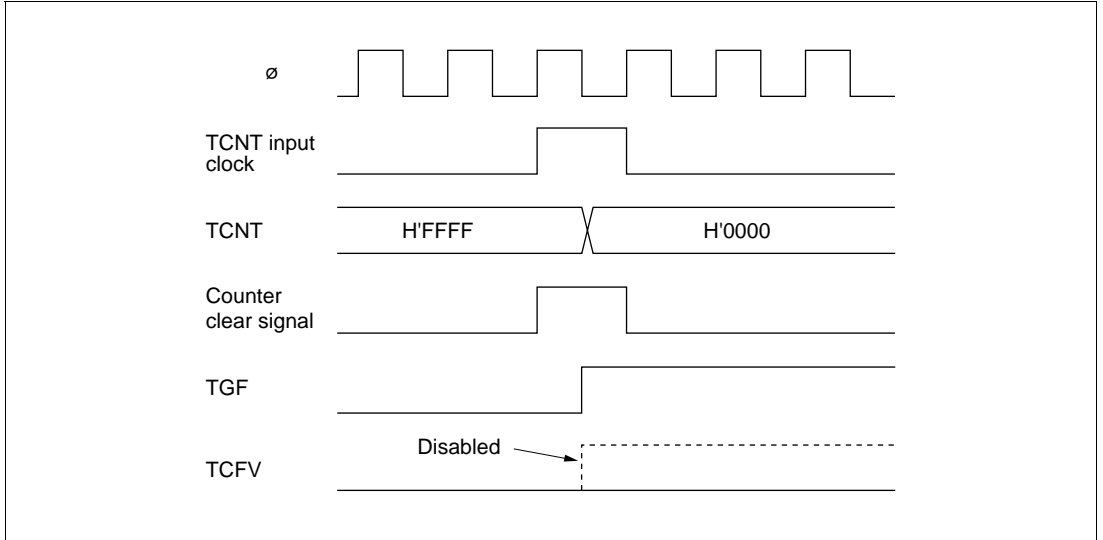 ø
TCNT input
clock
TCNT
H'FFFF
H'0000
Counter
clear signal
TGF
Disabled
TCFV